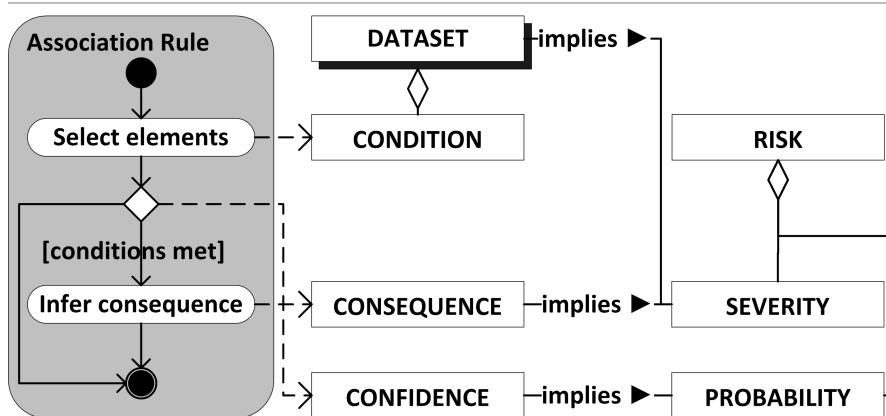 Association Rule
DATASET
implies
Select elements
CONDITION
RISK
[conditions met]
Infer consequence
CONSEQUENCE
implies
SEVERITY
CONFIDENCE
implies
PROBABILITY